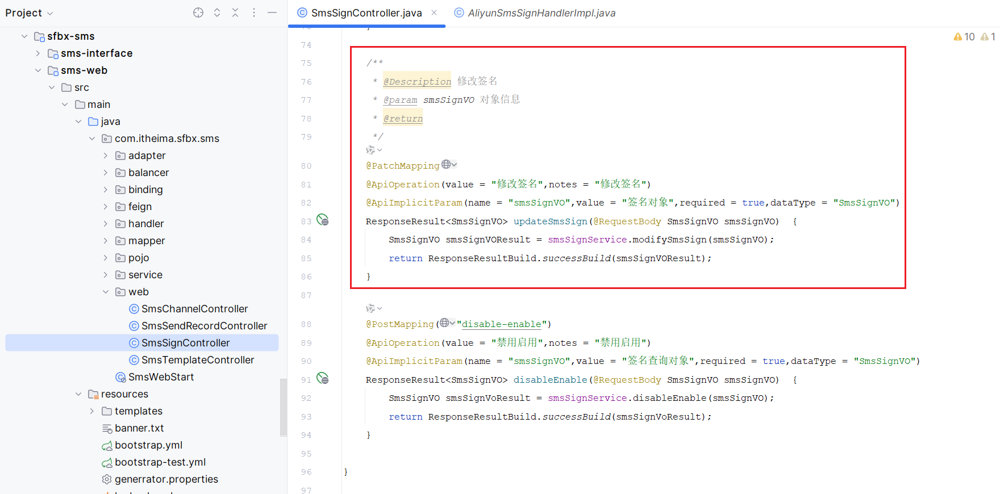 Project
sfbx-sms
sms-interface
sms-web
src
main
java
com.itheima.sfbx.sms
adapter
balancer
binding
feign
handler
mapper
pojo
service
web
SmsChannelController
SmsSendRecordController
SmsSignController
SmsTemplateController
SmsWebStart
resources
templates
banner.txt
bootstrap.yml
bootstrap-test.yml
generrator.properties
SmsSignController.java
AliyunSmsSignHandlerImpl.java
10 1
74
75 /**
76 * @Description 修改签名
77 * @param smsSignVO 对象信息
78 * @return
79 */
80 @PatchMapping
81 @ApiOperation(value = "修改签名",notes = "修改签名")
82 @ApiImplicitParam(name = "smsSignVO",value = "签名对象",required = true,dataType = "SmsSignVO")
83 ResponseResult<SmsSignVO> updateSmsSign(@RequestBody SmsSignVO smsSignVO) {
84 SmsSignVO smsSignVOResult = smsSignService.modifySmsSign(smsSignVO);
85 return ResponseResultBuild.successBuild(smsSignVOResult);
86 }
87
88 @PostMapping("disable-enable")
89 @ApiOperation(value = "禁用启用",notes = "禁用启用")
90 @ApiImplicitParam(name = "smsSignVO",value = "签名查询对象",required = true,dataType = "SmsSignVO")
91 ResponseResult<SmsSignVO> disableEnable(@RequestBody SmsSignVO smsSignVO) {
92 SmsSignVO smsSignVoResult = smsSignService.disableEnable(smsSignVO);
93 return ResponseResultBuild.successBuild(smsSignVoResult);
94 }
95
96 }
97